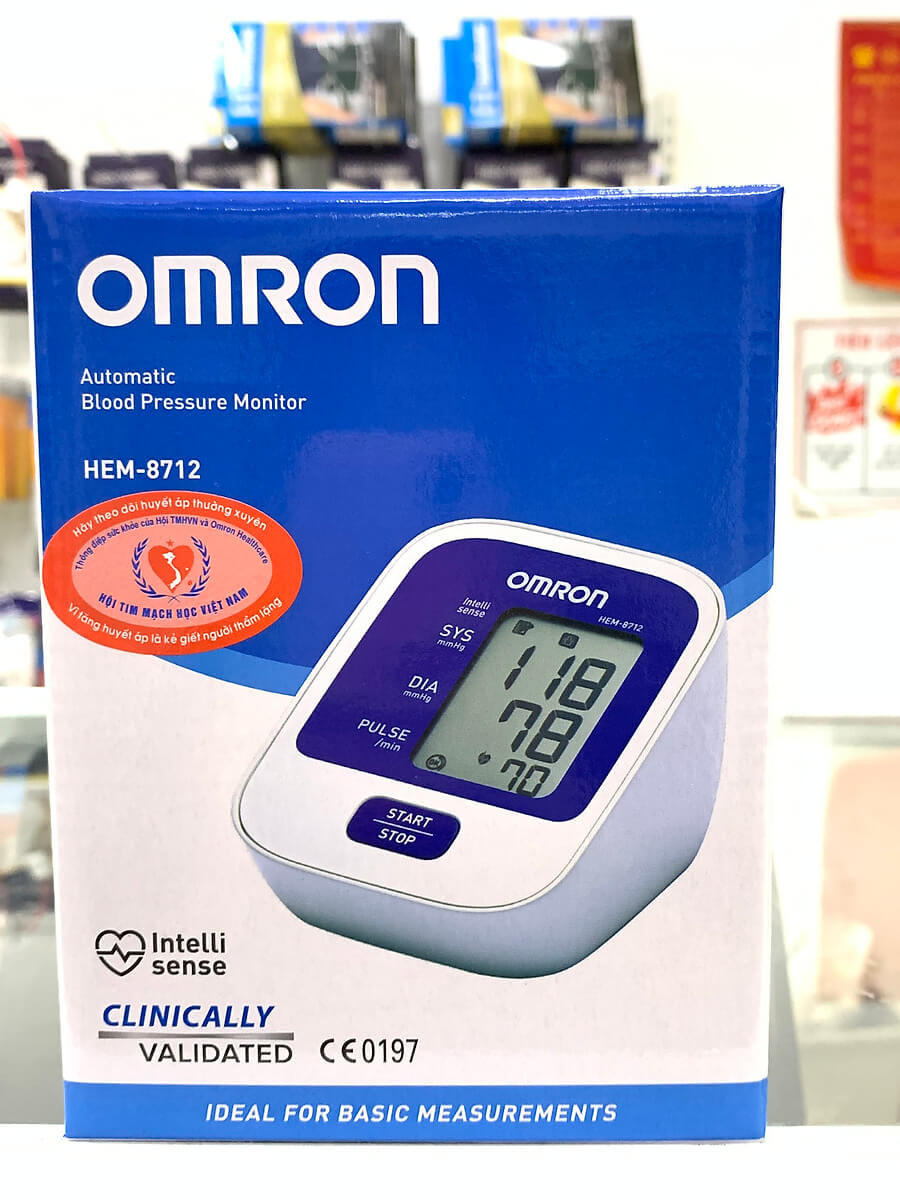 OMRON
Automatic
Blood Pressure Monitor
HEM-8712
Hãy theo dõi huyết áp thường xuyên
Thông điệp sức khỏe của Hội TMHVN và Omron Healthcare
HỘI TIM MẠCH HỌC VIỆT NAM
Vì tăng huyết áp là kẻ giết người thầm lặng
OMRON
HEM-8712
Intelli
sense
SYS
mmHg
118
DIA
mmHg
78
PULSE
/min
OK
70
START
STOP
Intelli
sense
CLINICALLY
VALIDATED
CE0197
IDEAL FOR BASIC MEASUREMENTS